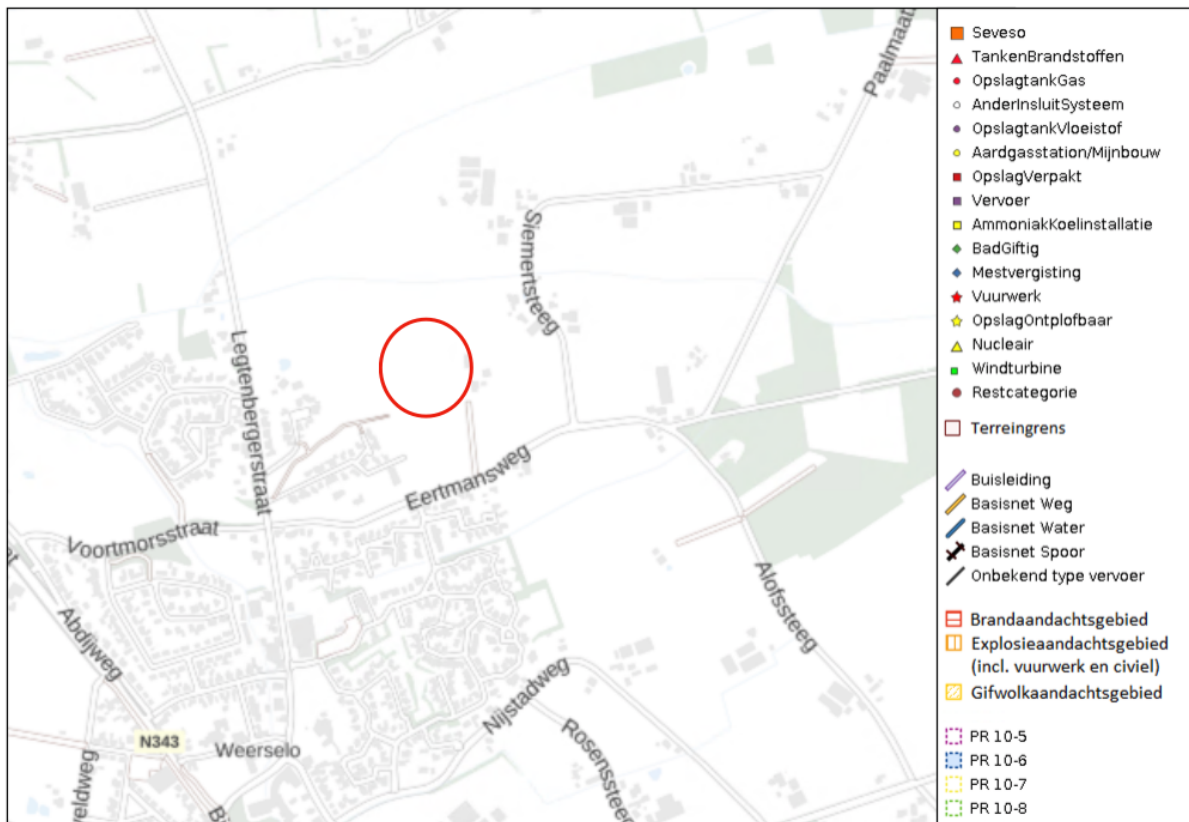 Paalmaat
Siemertsteeg
Legtenbergerstraat
Eertmansweg
Voortmorsstraat
Abdijweg
Alofssteeg
Nijstadweg
N343
Weerselo
Rosenssteeg
Seveso
TankenBrandstoffen
OpslagtankGas
AnderInsluitSysteem
OpslagtankVloeistof
Aardgasstation/Mijnbouw
OpslagVerpakt
Vervoer
AmmoniakKoelinstallatie
BadGiftig
Mestvergisting
Vuurwerk
OpslagOntplofbaar
Nucleair
Windturbine
Restcategorie
Terreingrens
Buisleiding
Basisnet Weg
Basisnet Water
Basisnet Spoor
Onbekend type vervoer
Brandaandachtsgebied
Explosieaandachtsgebied
(incl. vuurwerk en civiel)
Gifwolkaandachtsgebied
PR 10-5
PR 10-6
PR 10-7
PR 10-8